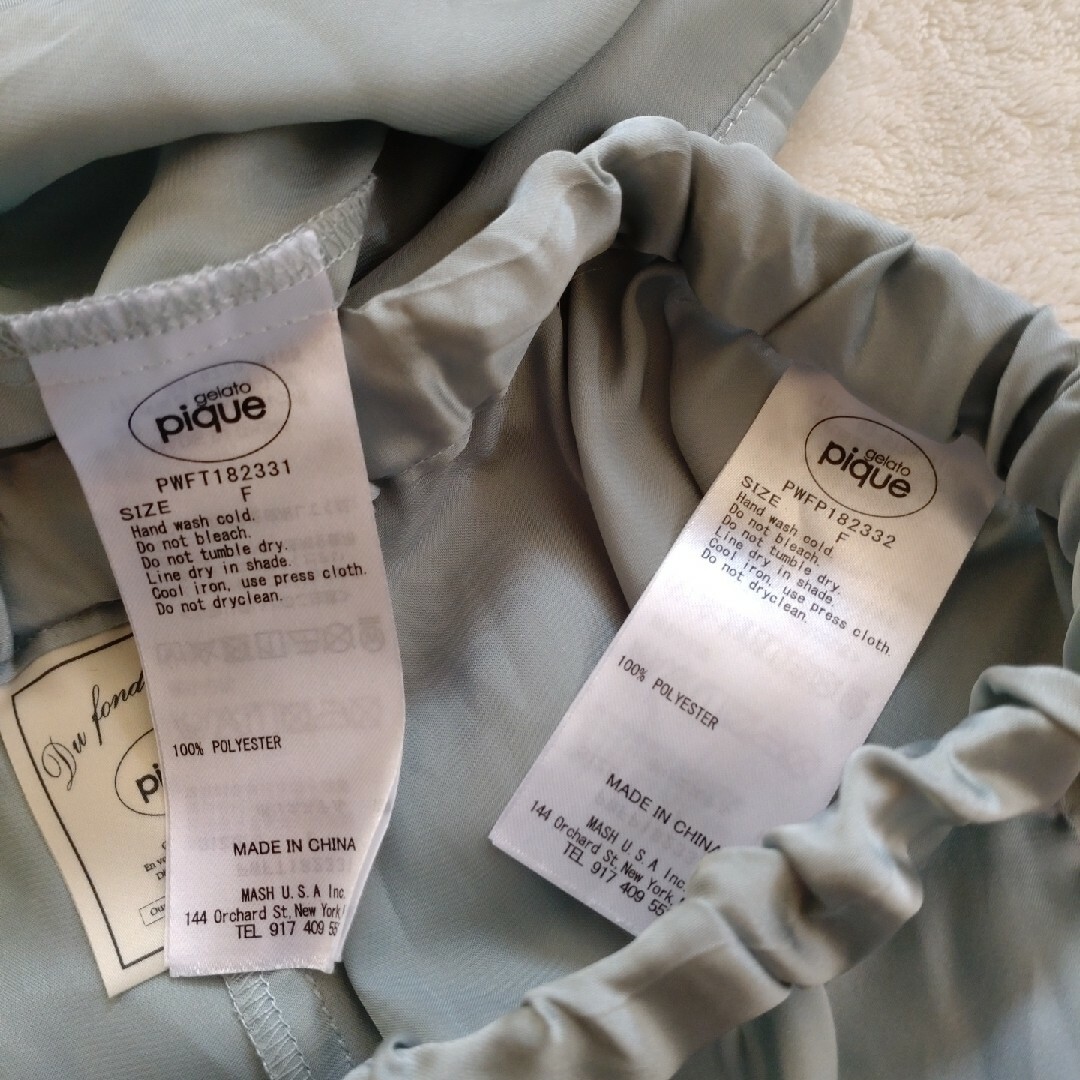 gelato
pique
PWFT182331
SIZE F
Hand wash cold.
Do not bleach.
Do not tumble dry.
Line dry in shade.
Cool iron, use press cloth.
Do not dryclean.
100% POLYESTER
MADE IN CHINA
MASH U.S.A Inc.
144 Orchard St, New York
TEL 917 409
Du
gelato
pique
PWFP182332
SIZE F
Hand wash cold.
Do not bleach.
Do not tumble dry.
Line dry in shade.
Cool iron, use press cloth.
Do not dryclean.
100% POLYESTER
MADE IN CHINA
MASH U.S.A Inc.
144 Orchard St, New York,
TEL 917 409